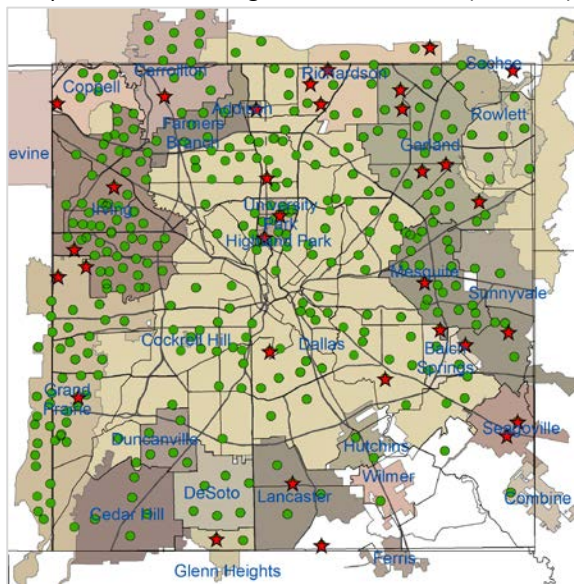 Carrollton
Richardson
Sachse
Coppell
Addison
Rowlett
Farmers
Branch
Garland
evine
Irving
University
Park
Highland Park
Mesquite
Sunnyvale
Cockrell Hill
Dallas
Balch
Springs
Grand
Prairie
Duncanville
Seagoville
Hutchins
DeSoto
Lancaster
Wilmer
Combine
Cedar Hill
Ferris
Glenn Heights